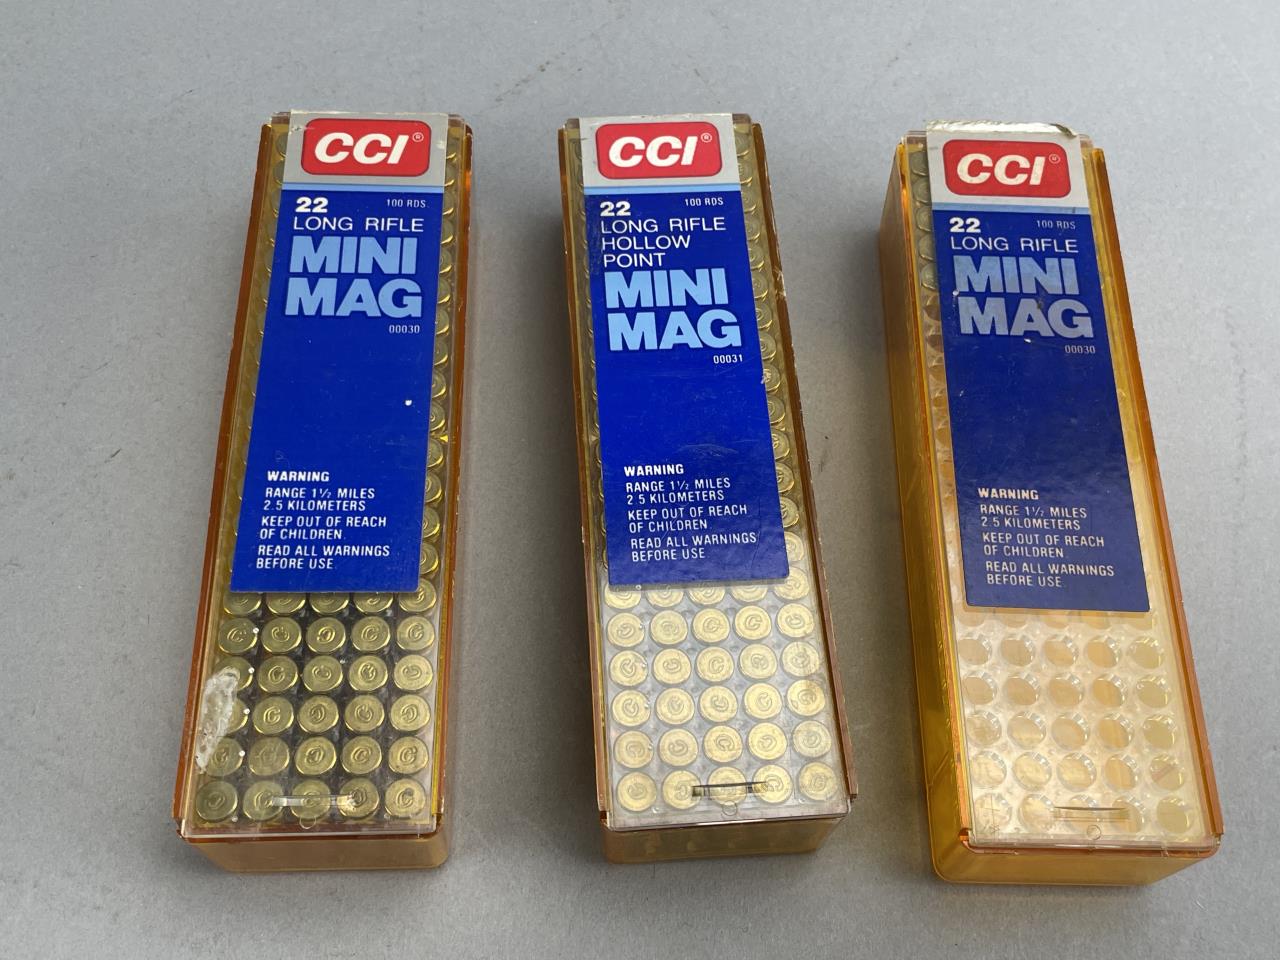 CCI®
22 100 RDS.
LONG RIFLE
MINI
MAG
00030
WARNING
RANGE 1½ MILES
2.5 KILOMETERS
KEEP OUT OF REACH
OF CHILDREN.
READ ALL WARNINGS
BEFORE USE.
CCI®
22 100 RDS
LONG RIFLE
HOLLOW
POINT
MINI
MAG
00031
WARNING
RANGE 1½ MILES
2.5 KILOMETERS
KEEP OUT OF REACH
OF CHILDREN.
READ ALL WARNINGS
BEFORE USE.
CCI®
22 100 RDS
LONG RIFLE
MINI
MAG
00030
WARNING
RANGE 1½ MILES
2.5 KILOMETERS
KEEP OUT OF REACH
OF CHILDREN.
READ ALL WARNINGS
BEFORE USE.